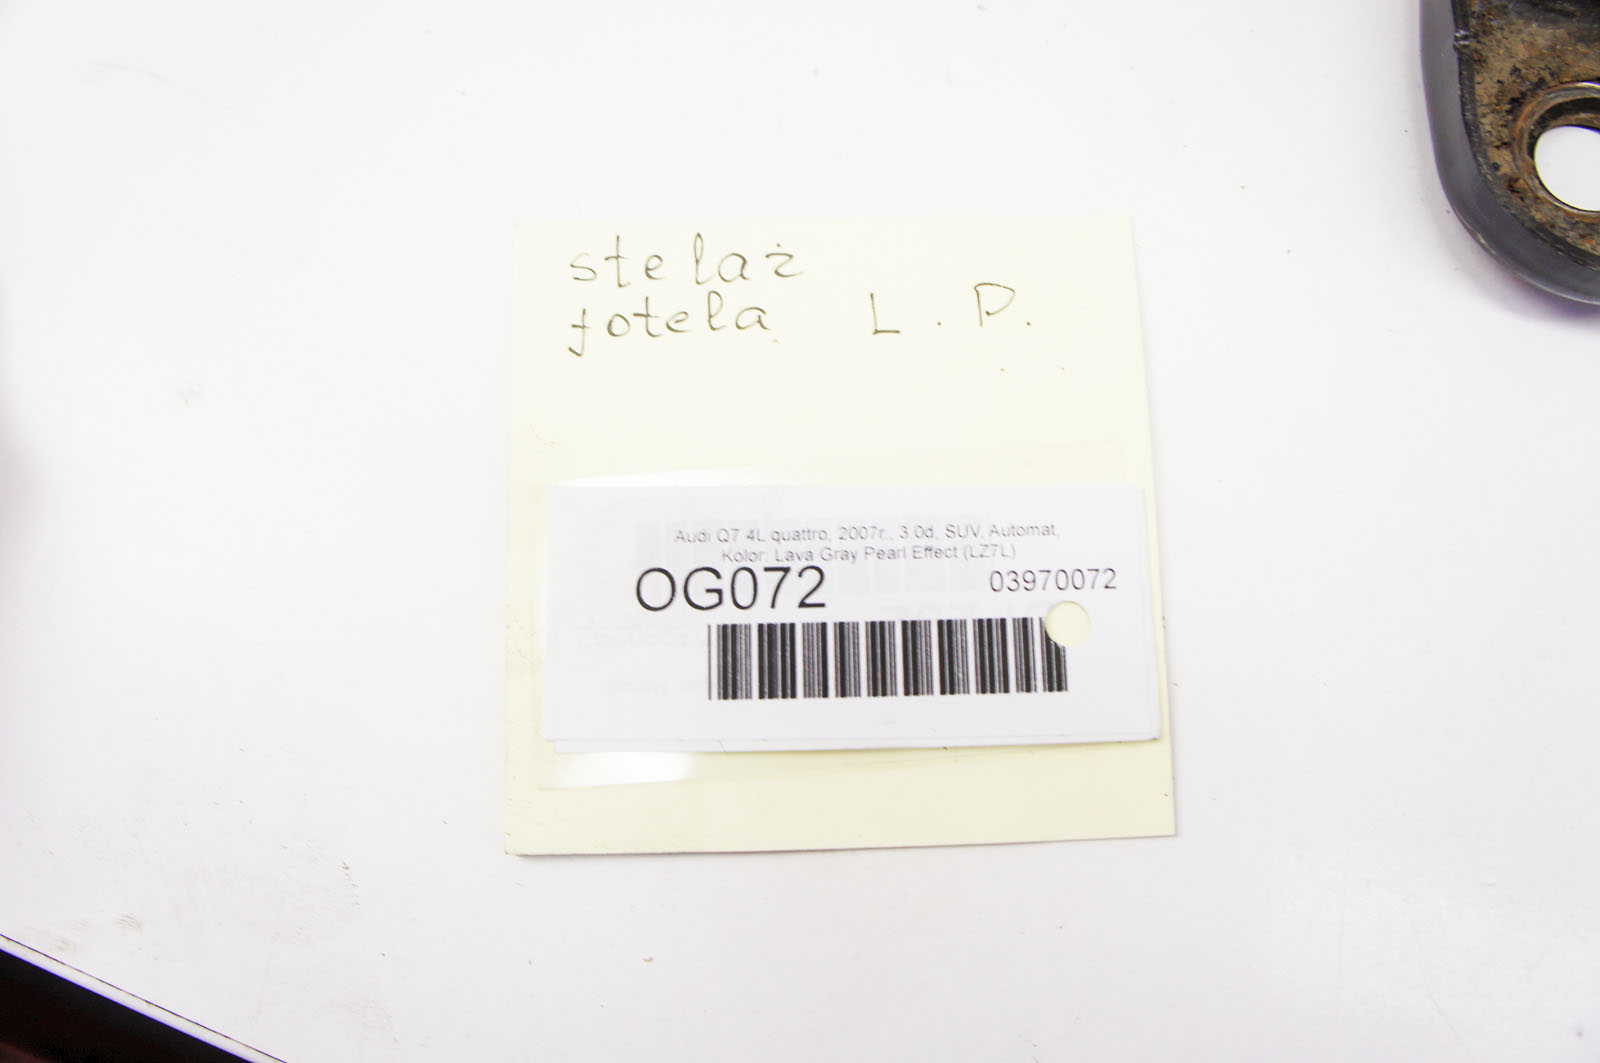 stelaż
fotela L. P.
Audi Q7 4L quattro, 2007r., 3.0d, SUV, Automat,
Kolor: Lava Gray Pearl Effect (LZ7L)
OG072 03970072